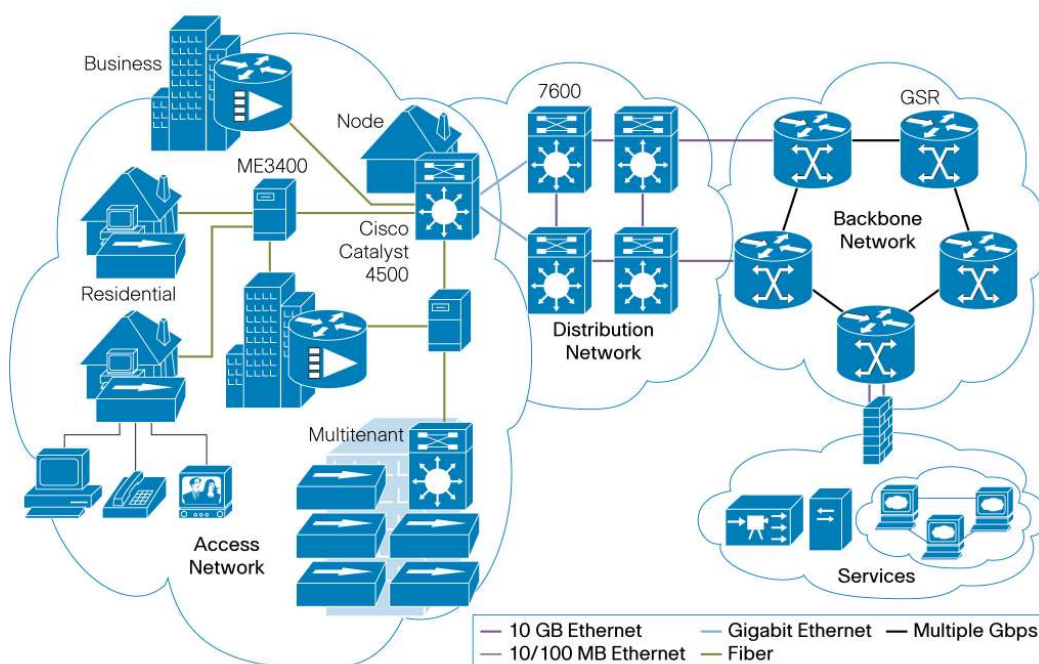 Business
Node
7600
GSR
ME3400
Cisco
Catalyst
4500
Backbone
Network
Residential
Distribution
Network
Multitenant
Access
Network
Services
10 GB Ethernet
Gigabit Ethernet
Multiple Gbps
10/100 MB Ethernet
Fiber